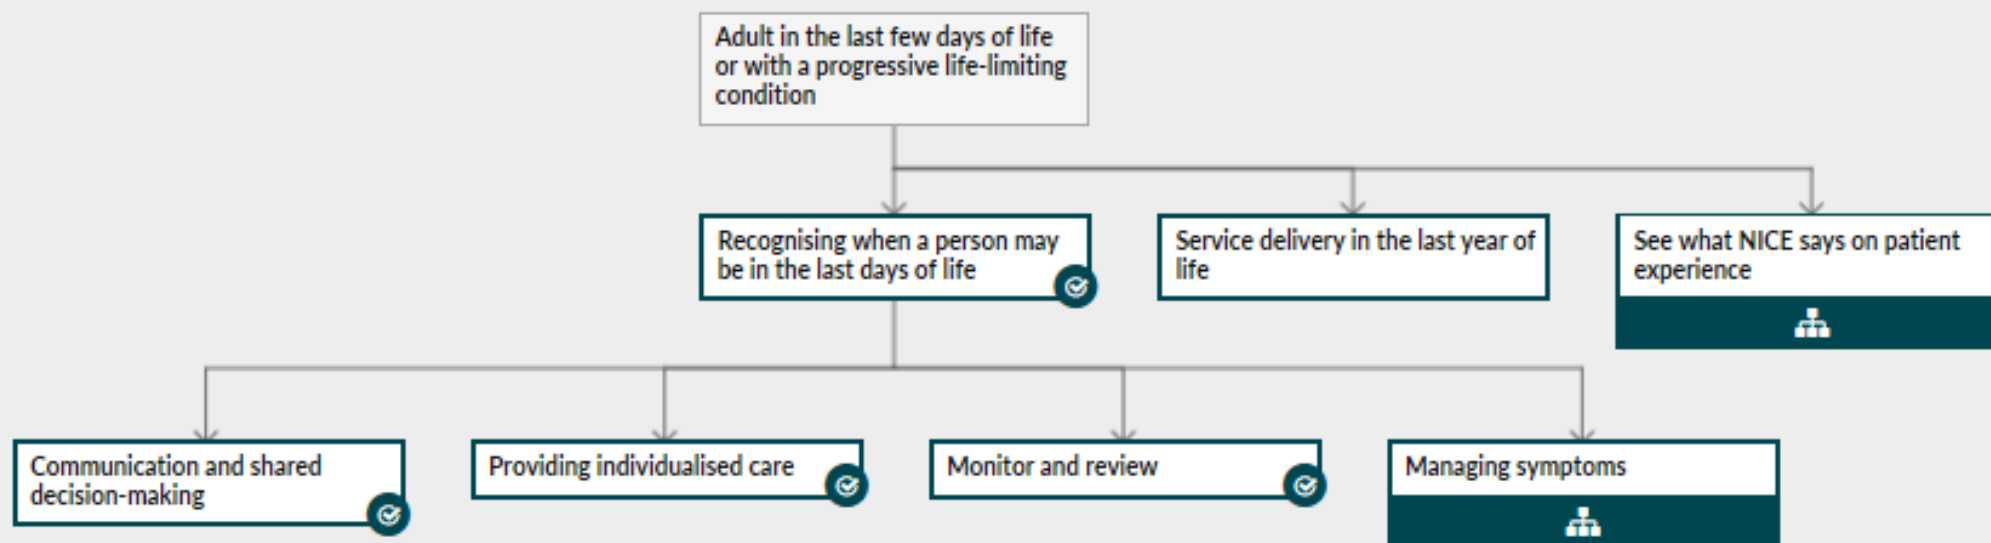 Adult in the last few days of life
or with a progressive life-limiting
condition
Recognising when a person may
be in the last days of life
Service delivery in the last year of
life
See what NICE says on patient
experience
Communication and shared
decision-making
Providing individualised care
Monitor and review
Managing symptoms